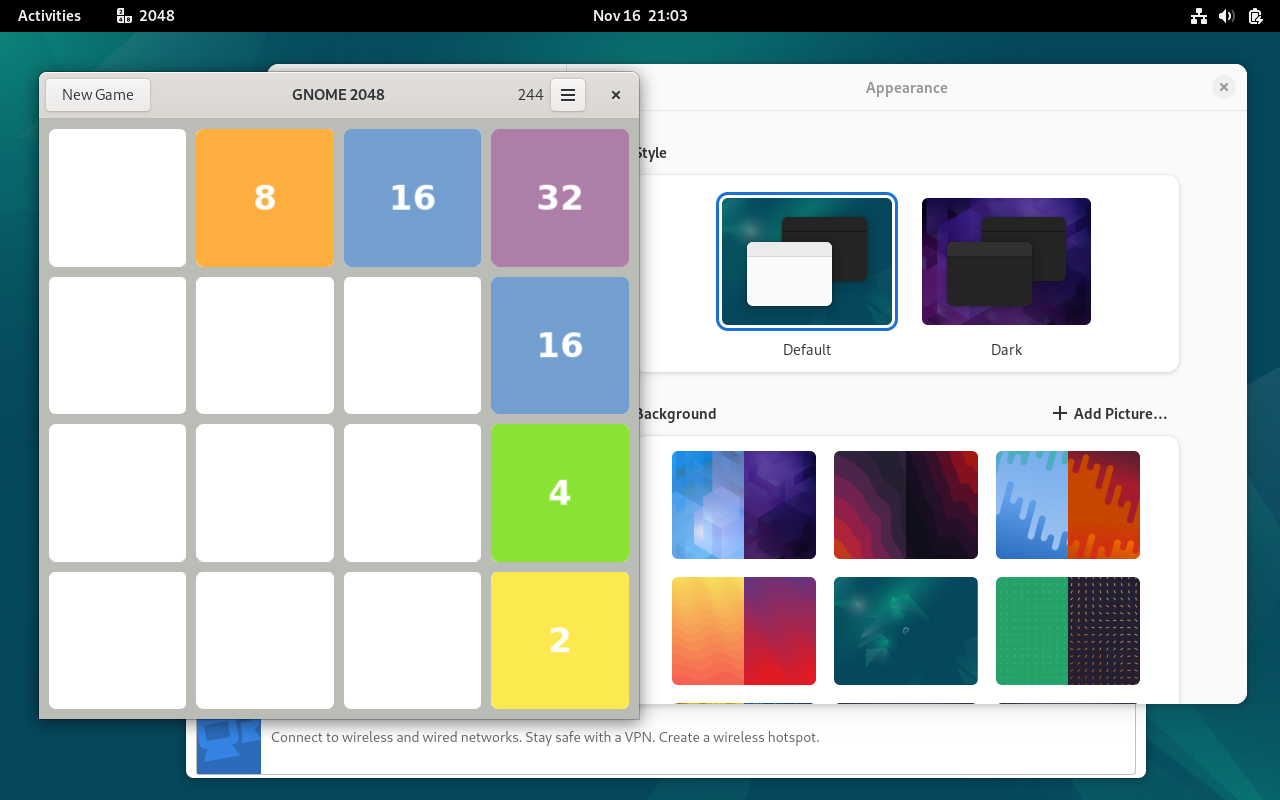 Activities
2048
Nov 16 21:03
New Game
GNOME 2048
244
8
16
32
16
4
2
Appearance
Style
Default
Dark
Background
Add Picture…
Connect to wireless and wired networks. Stay safe with a VPN. Create a wireless hotspot.